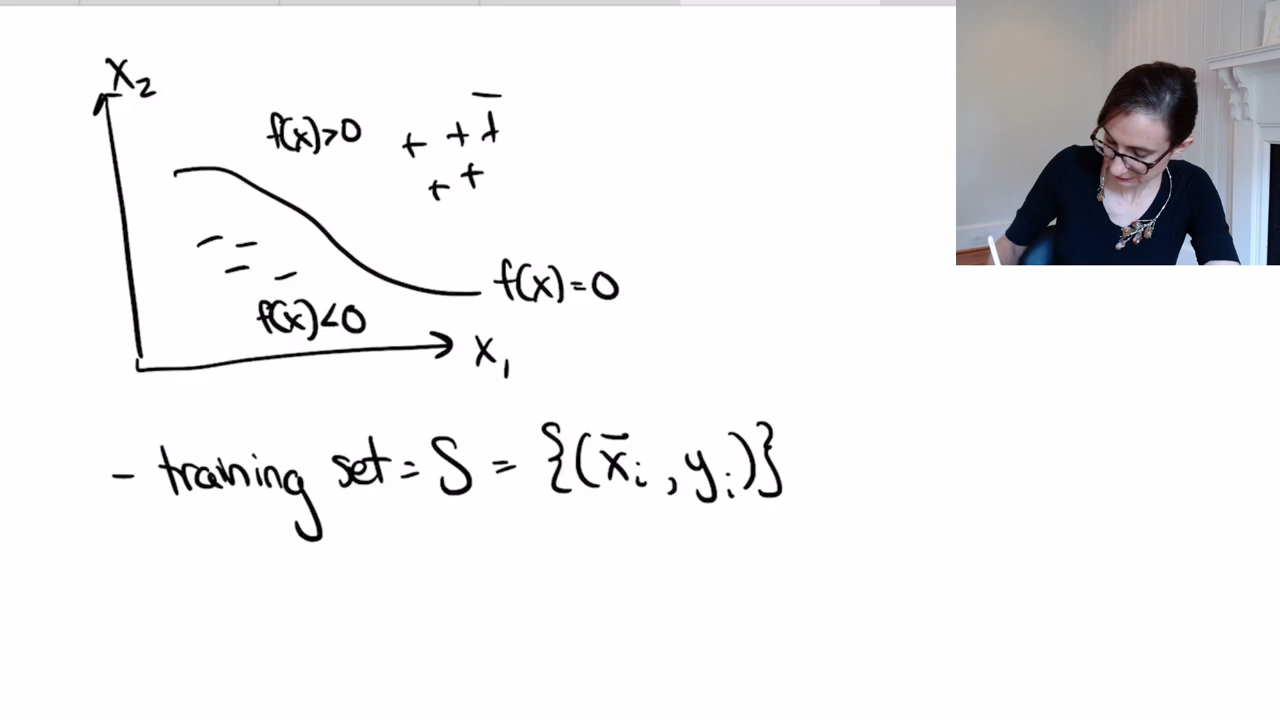 X₂
f(x)>0
+ + +
+ +
−
− −
− −
f(x)=0
f(x)<0
X₁
- training set = S = {(x̄ᵢ, yᵢ)}